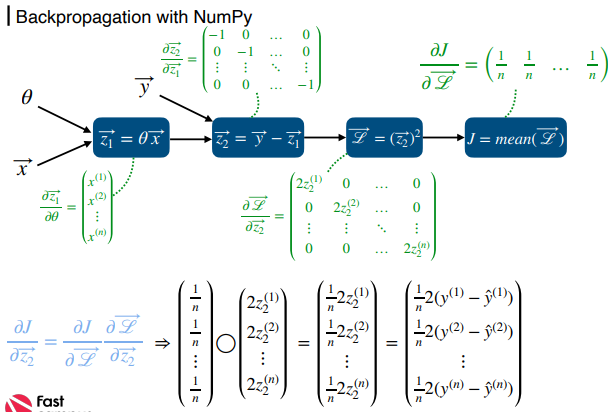 Backpropagation with NumPy
∂z₂⃗/∂z₁⃗ = (−1 0 … 0; 0 −1 … 0; ⋮ ⋮ ⋱ ⋮; 0 0 … −1)
∂J/∂ℒ⃗ = (1/n 1/n … 1/n)
θ
y⃗
x⃗
z₁⃗ = θx⃗
z₂⃗ = y⃗ − z₁⃗
ℒ⃗ = (z₂⃗)²
J = mean(ℒ⃗)
∂z₁⃗/∂θ = (x⁽¹⁾; x⁽²⁾; ⋮; x⁽ⁿ⁾)
∂ℒ⃗/∂z₂⃗ = (2z₂⁽¹⁾ 0 … 0; 0 2z₂⁽²⁾ … 0; ⋮ ⋮ ⋱ ⋮; 0 0 … 2z₂⁽ⁿ⁾)
∂J/∂z₂⃗ = ∂J/∂ℒ⃗ ∂ℒ⃗/∂z₂⃗ ⇒ (1/n; 1/n; ⋮; 1/n) ○ (2z₂⁽¹⁾; 2z₂⁽²⁾; ⋮; 2z₂⁽ⁿ⁾) = (1/n 2z₂⁽¹⁾; 1/n 2z₂⁽²⁾; ⋮; 1/n 2z₂⁽ⁿ⁾) = (1/n 2(y⁽¹⁾ − ŷ⁽¹⁾); 1/n 2(y⁽²⁾ − ŷ⁽²⁾); ⋮; 1/n 2(y⁽ⁿ⁾ − ŷ⁽ⁿ⁾))
Fast